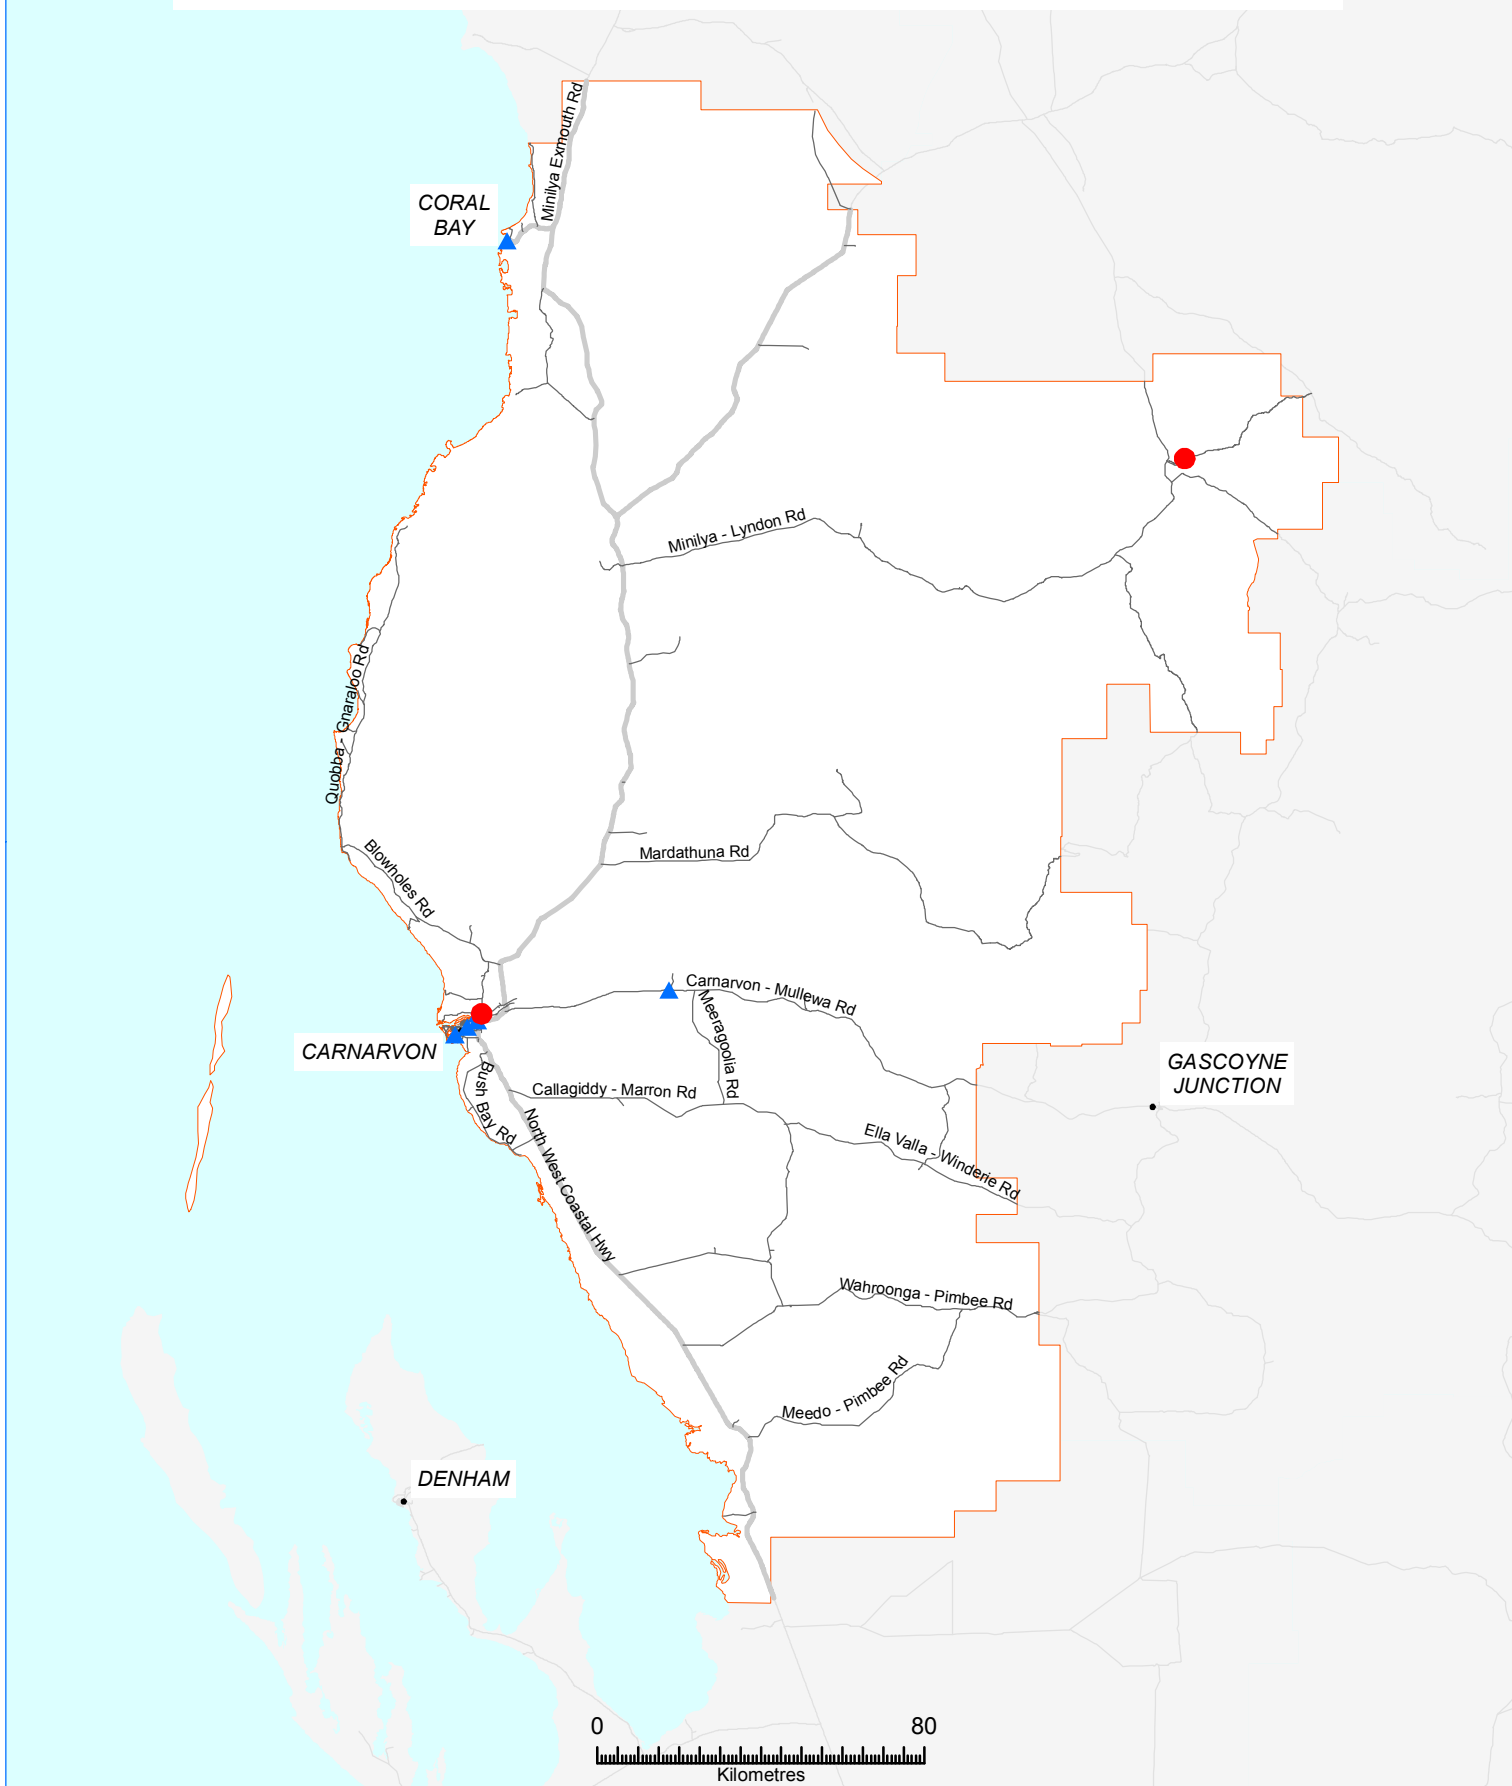 Minilya Exmouth Rd
CORAL
BAY
Minilya - Lyndon Rd
Quobba - Gnaraloo Rd
Mardathuna Rd
Blowholes Rd
Carnarvon - Mullewa Rd
Meeragoolia Rd
CARNARVON
GASCOYNE
JUNCTION
Bush Bay Rd
Callagiddy - Marron Rd
North West Coastal Hwy
Ella Valla - Winderie Rd
Wahroonga - Pimbee Rd
Meedo - Pimbee Rd
DENHAM
0 80
Kilometres